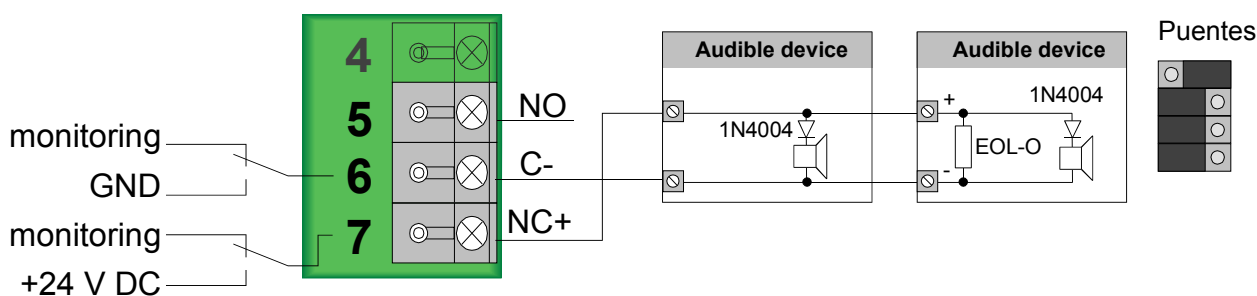 Puentes
Audible device
Audible device
4
5
NO
+
1N4004
1N4004
EOL-O
monitoring
6
C-
-
GND
monitoring
7
NC+
+24 V DC